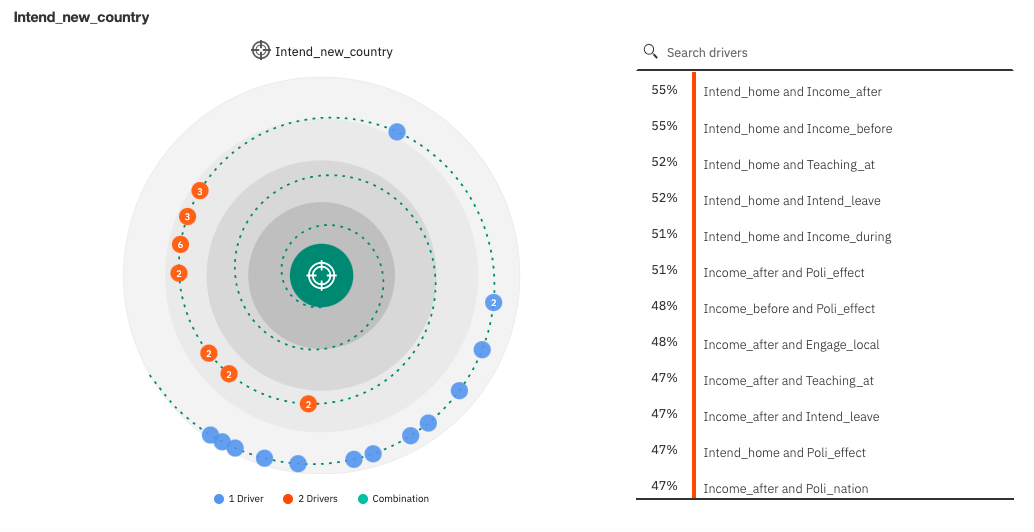 Intend_new_country
Intend_new_country
3
3
6
2
2
2
2
2
1 Driver
2 Drivers
Combination
Search drivers
55% Intend_home and Income_after
55% Intend_home and Income_before
52% Intend_home and Teaching_at
52% Intend_home and Intend_leave
51% Intend_home and Income_during
51% Income_after and Poli_effect
48% Income_before and Poli_effect
48% Income_after and Engage_local
47% Income_after and Teaching_at
47% Income_after and Intend_leave
47% Intend_home and Poli_effect
47% Income_after and Poli_nation